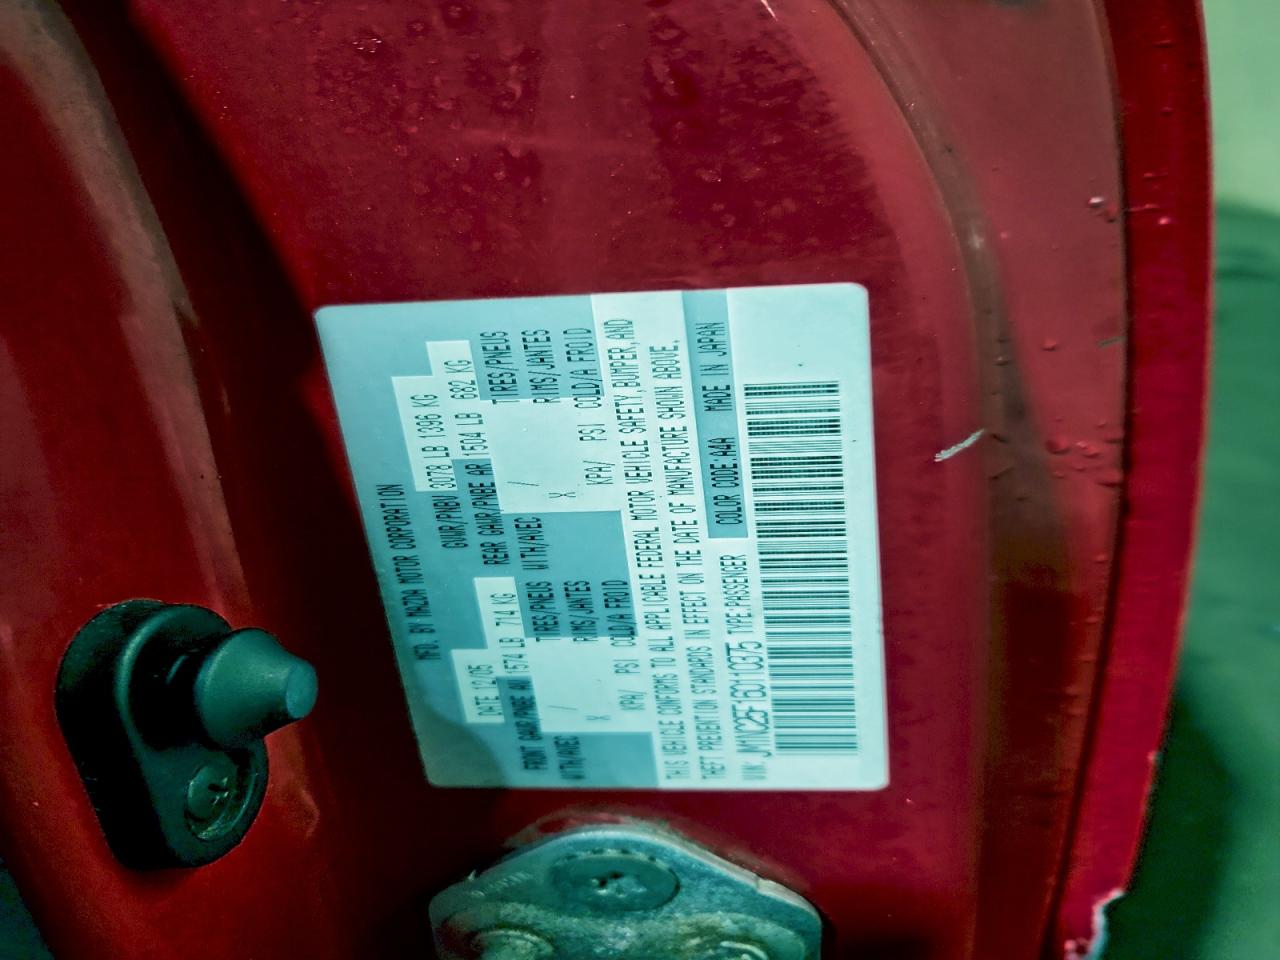 MFD. BY MAZDA MOTOR CORPORATION
DATE 12/05 GVWR/PNBV 3078 LB 1396 KG
FRONT GAWR/PNBE AV 1574 LB 714 KG REAR GAWR/PNBE AR 1504 LB 682 KG
WITH/AVEC / TIRES/PNEUS WITH/AVEC / TIRES/PNEUS
X RIMS/JANTES X RIMS/JANTES
KPA/ PSI COLD/A FROID KPA/ PSI COLD/A FROID
THIS VEHICLE CONFORMS TO ALL APPLICABLE FEDERAL MOTOR VEHICLE SAFETY, BUMPER, AND
THEFT PREVENTION STANDARDS IN EFFECT ON THE DATE OF MANUFACTURE SHOWN ABOVE.
VIN: JM1NC25F160110375 TYPE:PASSENGER COLOR CODE:A4A MADE IN JAPAN